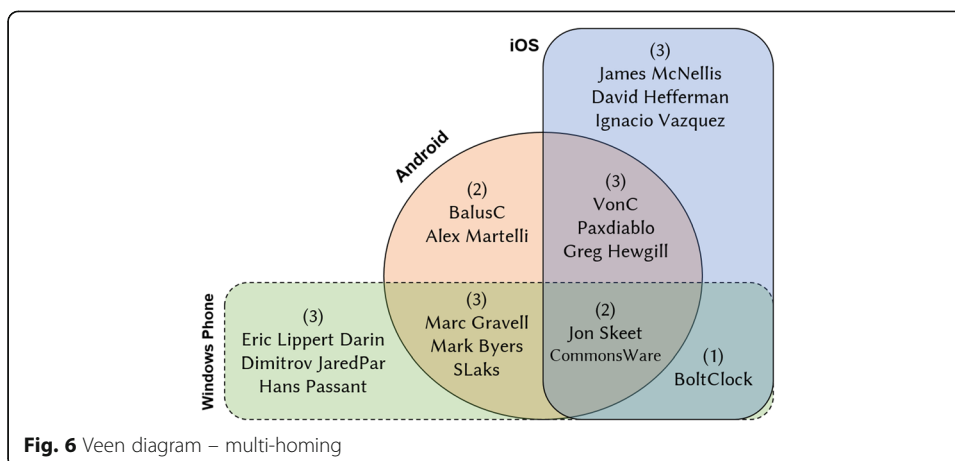 iOS
(3)
James McNellis
David Hefferman
Ignacio Vazquez
Android
(2)
BalusC
Alex Martelli
(3)
VonC
Paxdiablo
Greg Hewgill
Windows Phone
(3)
Eric Lippert Darin
Dimitrov JaredPar
Hans Passant
(3)
Marc Gravell
Mark Byers
SLaks
(2)
Jon Skeet
CommonsWare
(1)
BoltClock
Fig. 6 Veen diagram – multi-homing